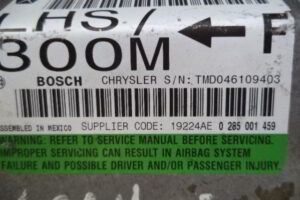 LHS/
300M F
BOSCH CHRYSLER S/N: TMD046109403
ASSEMBLED IN MEXICO SUPPLIER CODE: 19224AE 0 285 001 459
WARNING: REFER TO SERVICE MANUAL BEFORE SERVICING.
IMPROPER SERVICING CAN RESULT IN AIRBAG SYSTEM
FAILURE AND POSSIBLE DRIVER AND/OR PASSENGER INJURY.